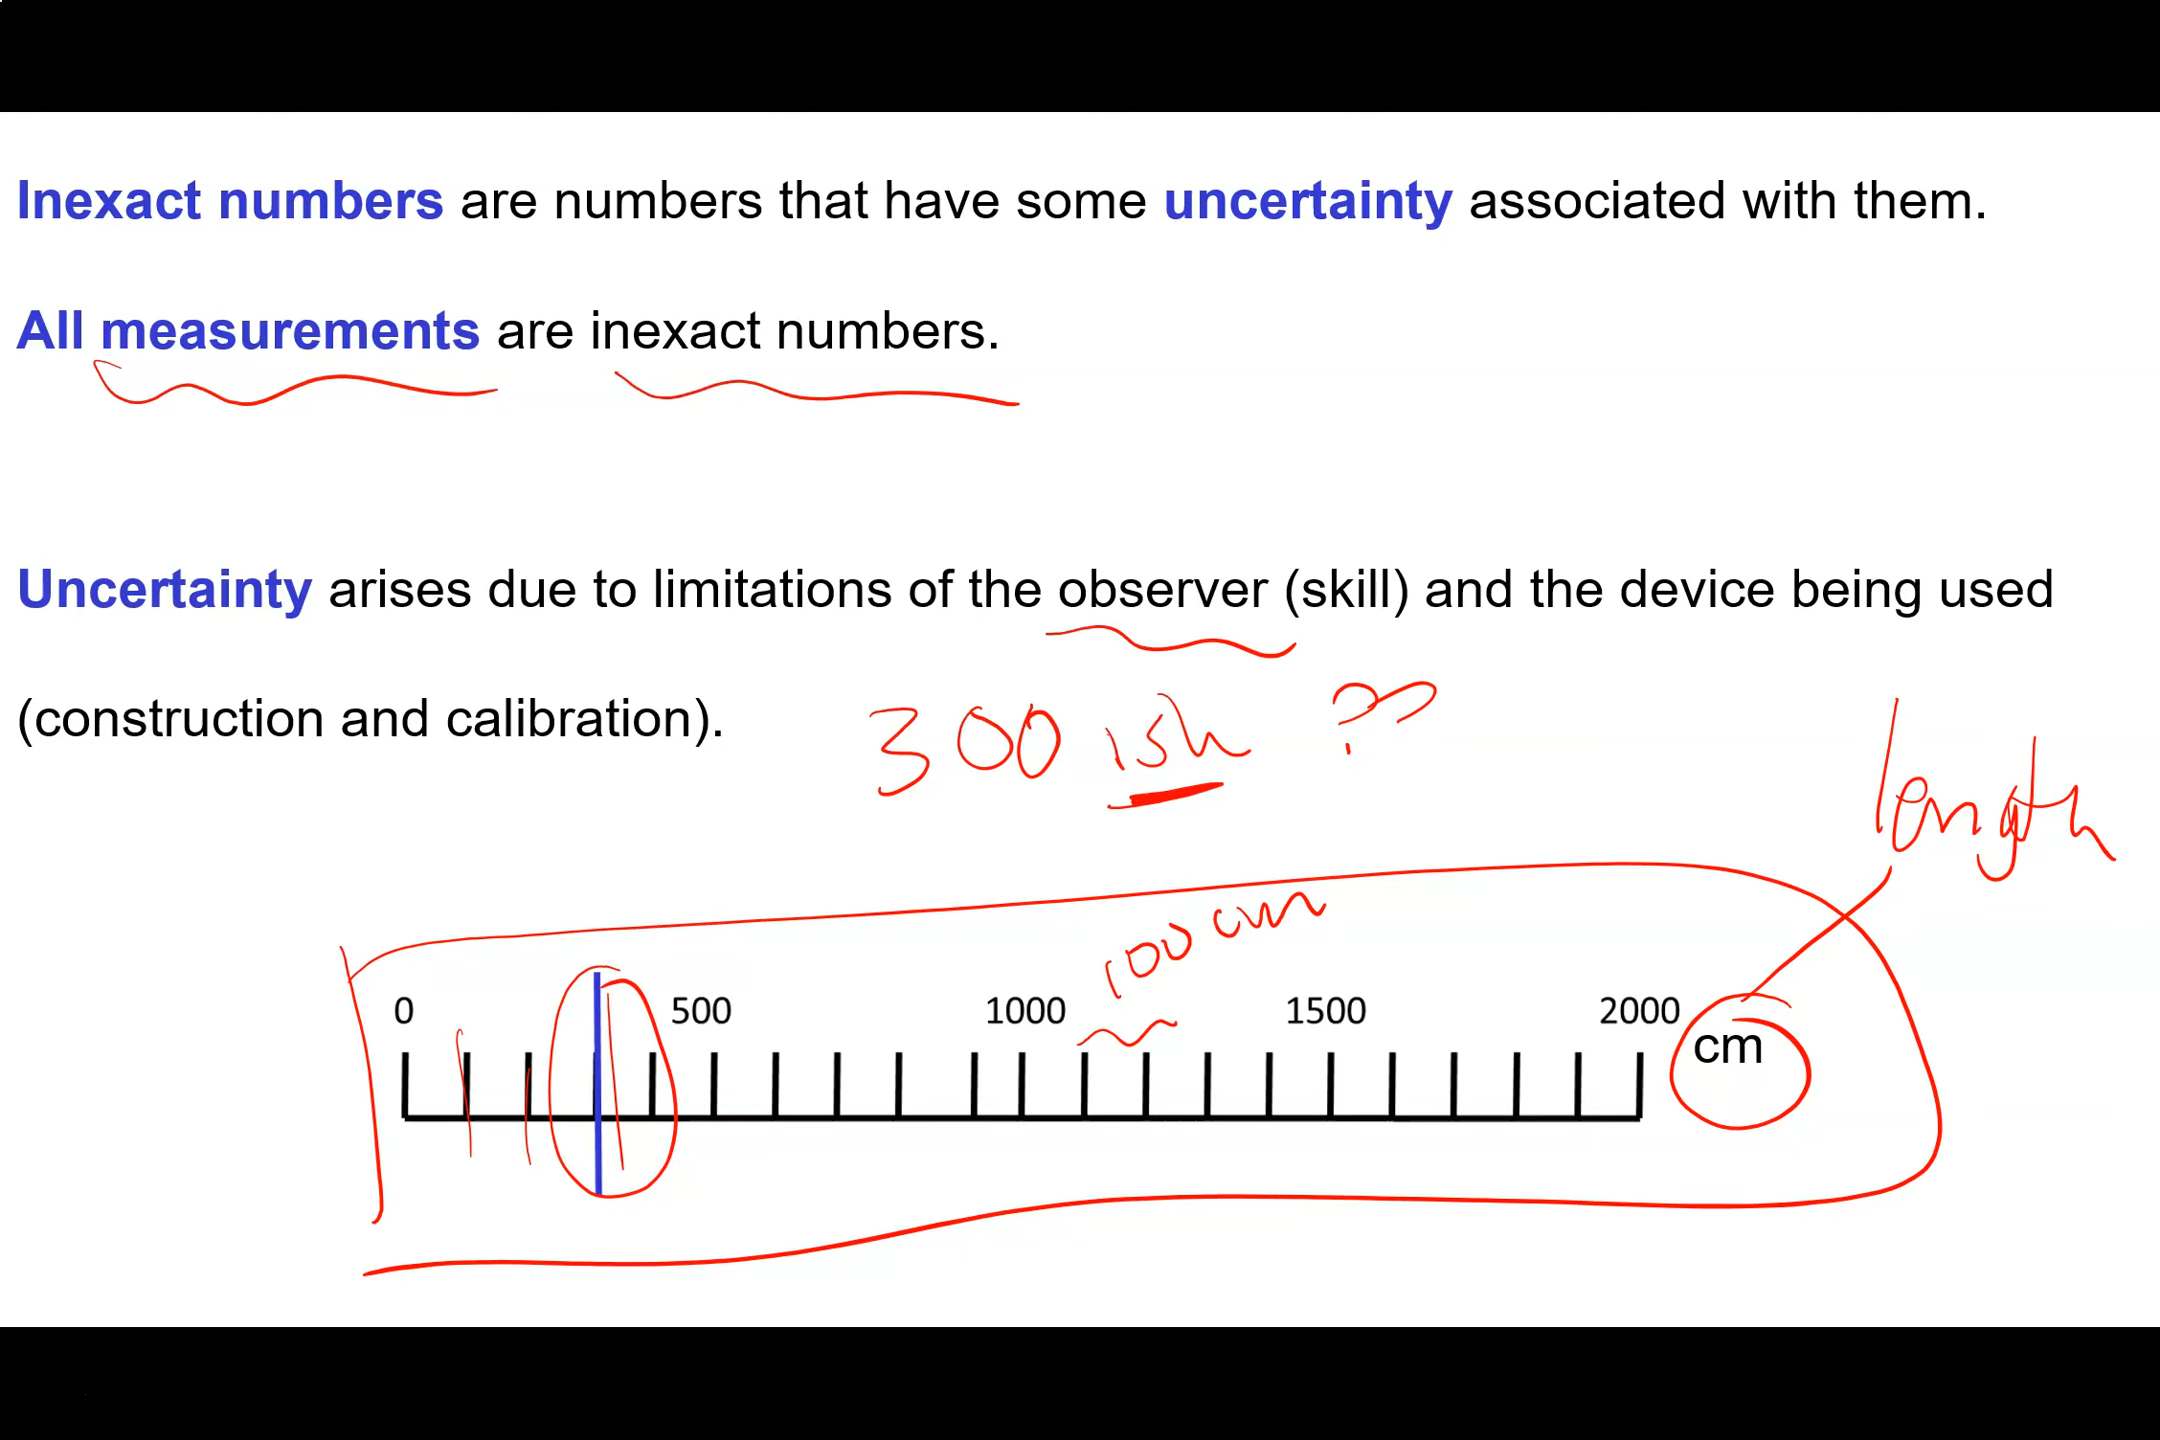 Inexact numbers are numbers that have some uncertainty associated with them.
All measurements are inexact numbers.
Uncertainty arises due to limitations of the observer (skill) and the device being used
(construction and calibration).
300 ish ??
length
100 cm
0 500 1000 1500 2000
cm